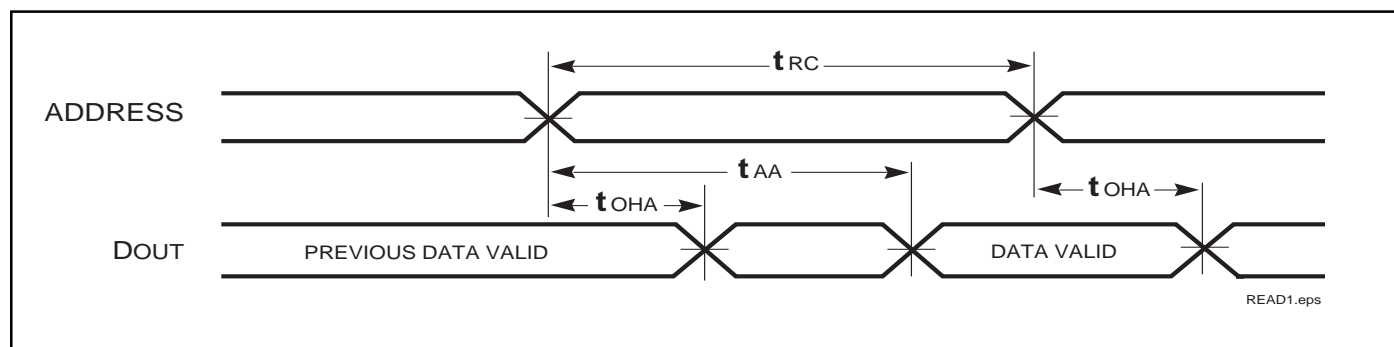 tRC
ADDRESS
tAA
tOHA
tOHA
DOUT
PREVIOUS DATA VALID
DATA VALID
READ1.eps